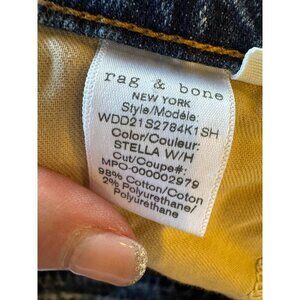 rag & bone
NEW YORK
Style/Modèle:
WDD21S2784K1SH
Color/Couleur:
STELLA W/H
Cut/Coupe#:
MPO-000002979
98% Cotton/Coton
2% Polyurethane/
Polyuréthane